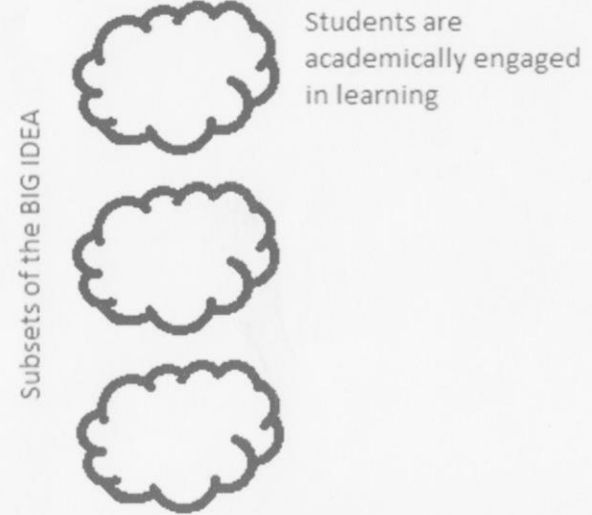 Subsets of the BIG IDEA
Students are
academically engaged
in learning